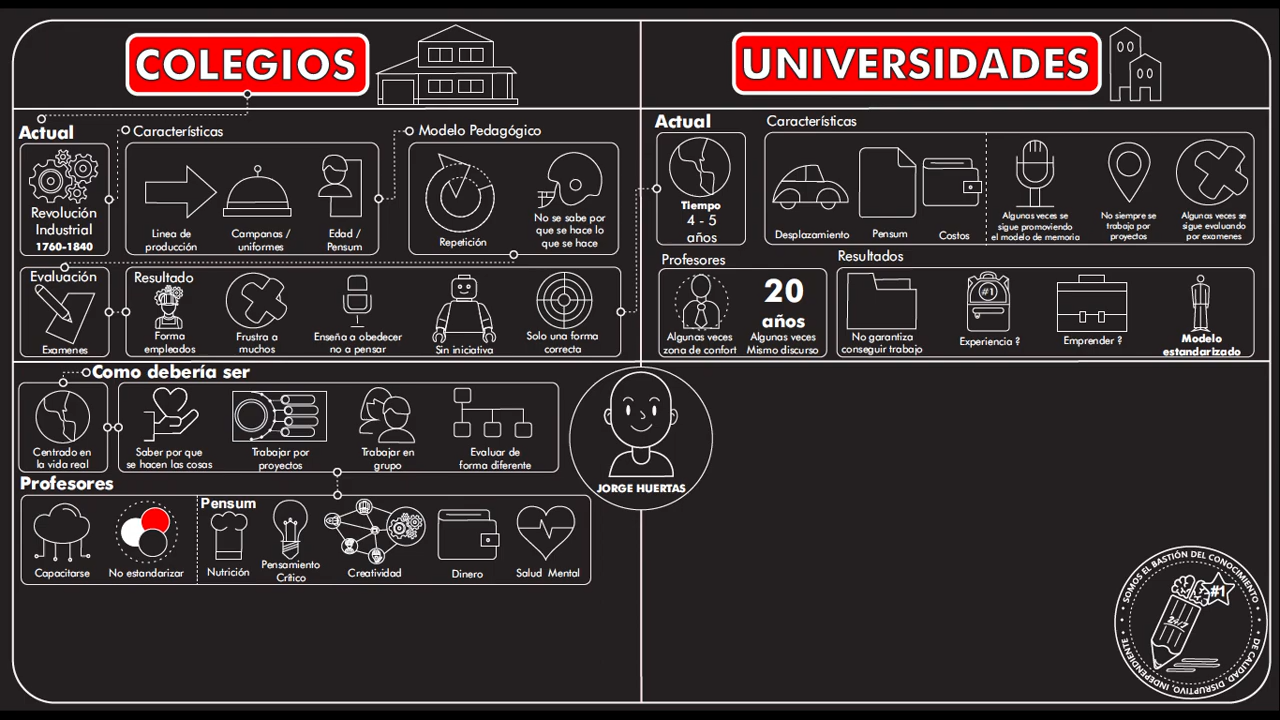 COLEGIOS
Actual
Revolución
Industrial
1760-1840
Características
Linea de
producción
Campanas /
uniformes
Edad /
Pensum
Modelo Pedagógico
Repetición
No se sabe por
que se hace lo
que se hace
Evaluación
Examenes
Resultado
Forma
empleados
Frustra a
muchos
Enseña a obedecer
no a pensar
Sin iniciativa
Solo una forma
correcta
UNIVERSIDADES
Actual
Tiempo
4 - 5
años
Características
Desplazamiento
Pensum
Costos
Algunas veces se
sigue promoviendo
el modelo de memoria
No siempre se
trabaja por
proyectos
Algunas veces se
sigue evaluando
por examenes
Profesores
Algunas veces
zona de confort
20
años
Algunas veces
Mismo discurso
Resultados
No garantiza
conseguir trabajo
#1
Experiencia ?
Emprender ?
Modelo
estandarizado
Como debería ser
Centrado en
la vida real
Saber por que
se hacen las cosas
Trabajar por
proyectos
Trabajar en
grupo
Evaluar de
forma diferente
Profesores
Capacitarse
No estandarizar
Pensum
Nutrición
Pensamiento
Crítico
Creatividad
Dinero
Salud Mental
JORGE HUERTAS
SOMOS EL BASTIÓN DEL CONOCIMIENTO
#1
24/7
DE CALIDAD, DISRUPTIVO, INDEPENDIENTE